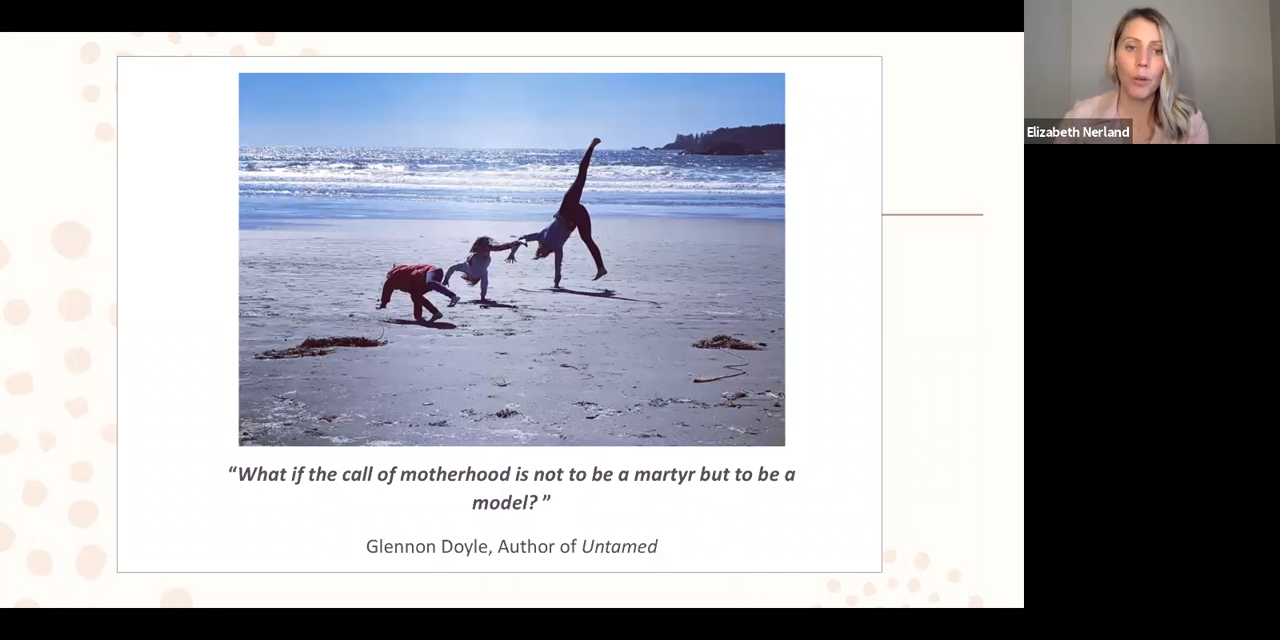 Elizabeth Nerland
“What if the call of motherhood is not to be a martyr but to be a
model? ”
Glennon Doyle, Author of Untamed